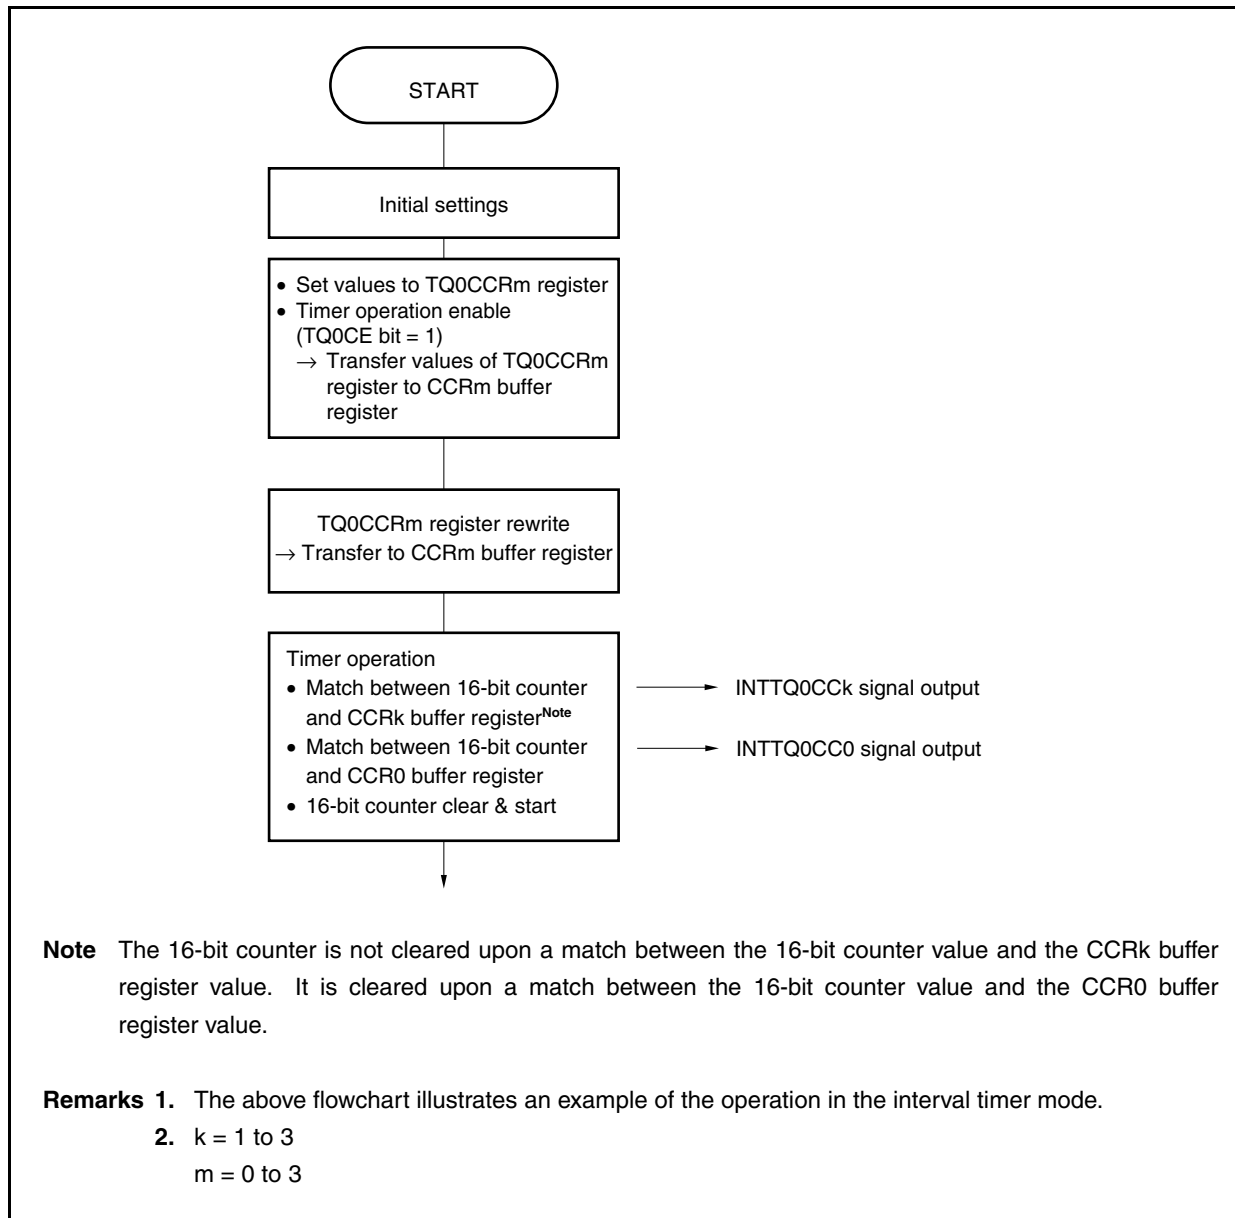 START
Initial settings
• Set values to TQ0CCRm register
• Timer operation enable
(TQ0CE bit = 1)
→ Transfer values of TQ0CCRm
register to CCRm buffer
register
TQ0CCRm register rewrite
→ Transfer to CCRm buffer register
Timer operation
• Match between 16-bit counter
and CCRk buffer registerNote
• Match between 16-bit counter
and CCR0 buffer register
• 16-bit counter clear & start
INTTQ0CCk signal output
INTTQ0CC0 signal output
Note The 16-bit counter is not cleared upon a match between the 16-bit counter value and the CCRk buffer
register value. It is cleared upon a match between the 16-bit counter value and the CCR0 buffer
register value.
Remarks 1. The above flowchart illustrates an example of the operation in the interval timer mode.
2. k = 1 to 3
m = 0 to 3